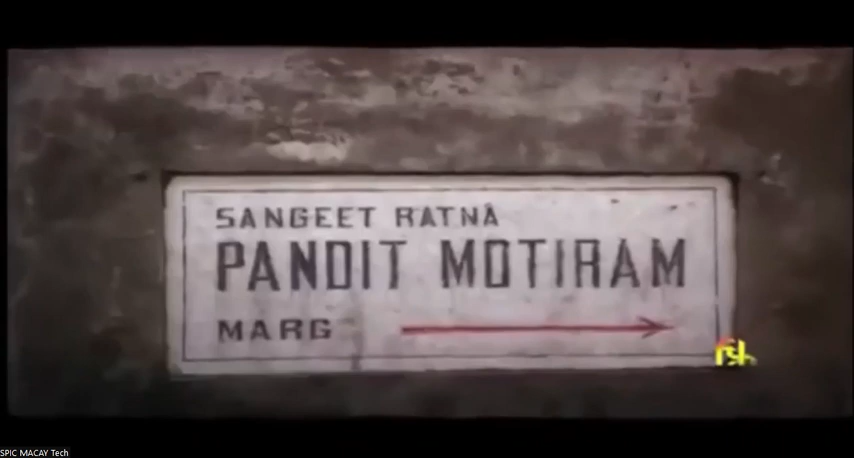 SANGEET RATNA
PANDIT MOTIRAM
MARG
SPIC MACAY Tech